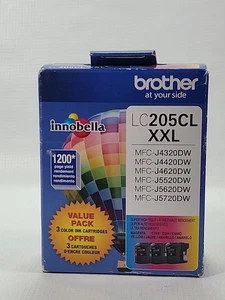 brother
at your side
LC205CL
XXL
innobella
MFC-J4320DW
MFC-J4420DW
MFC-J4620DW
MFC-J5520DW
MFC-J5620DW
MFC-J5720DW
1200*
page yield
rendement
rendimiento
VALUE
PACK
3 COLOR INK CARTRIDGES
OFFRE
3 CARTOUCHES
D'ENCRE COULEUR